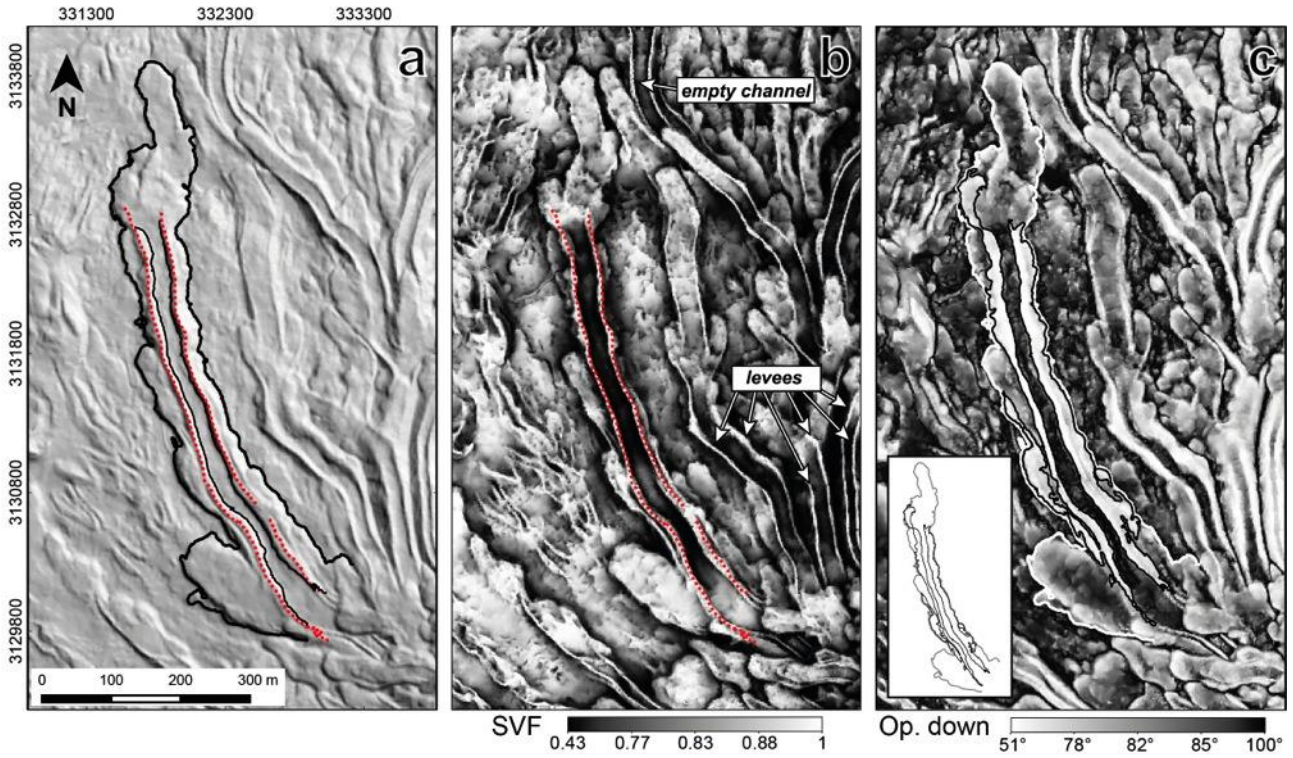 331300 332300 333300
3133800
3132800
3131800
3130800
3129800
N
a
0 100 200 300 m
b
empty channel
levees
SVF
0.43 0.77 0.83 0.88 1
c
Op. down
51° 78° 82° 85° 100°